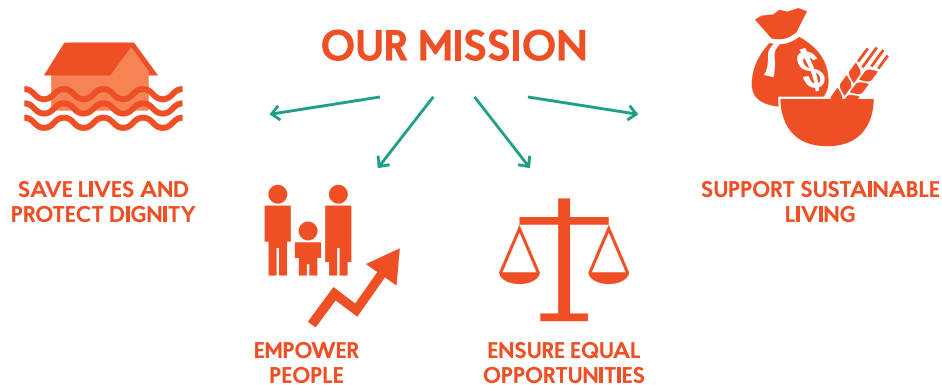 OUR MISSION
SAVE LIVES AND
PROTECT DIGNITY
EMPOWER
PEOPLE
ENSURE EQUAL
OPPORTUNITIES
$
SUPPORT SUSTAINABLE
LIVING